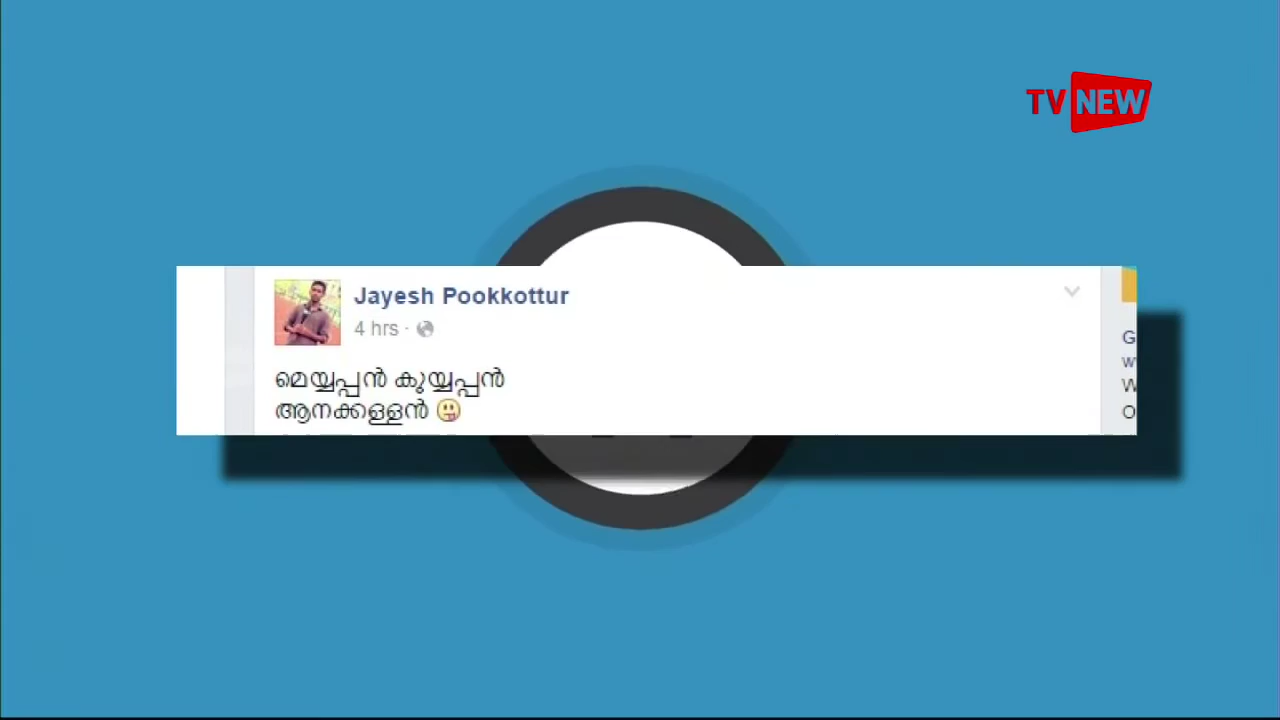 TV NEW
Jayesh Pookkottur
4 hrs ·
മെയ്യപ്പൻ കുയ്യപ്പൻ
ആനക്കള്ളൻ 😜
G
w
W
O